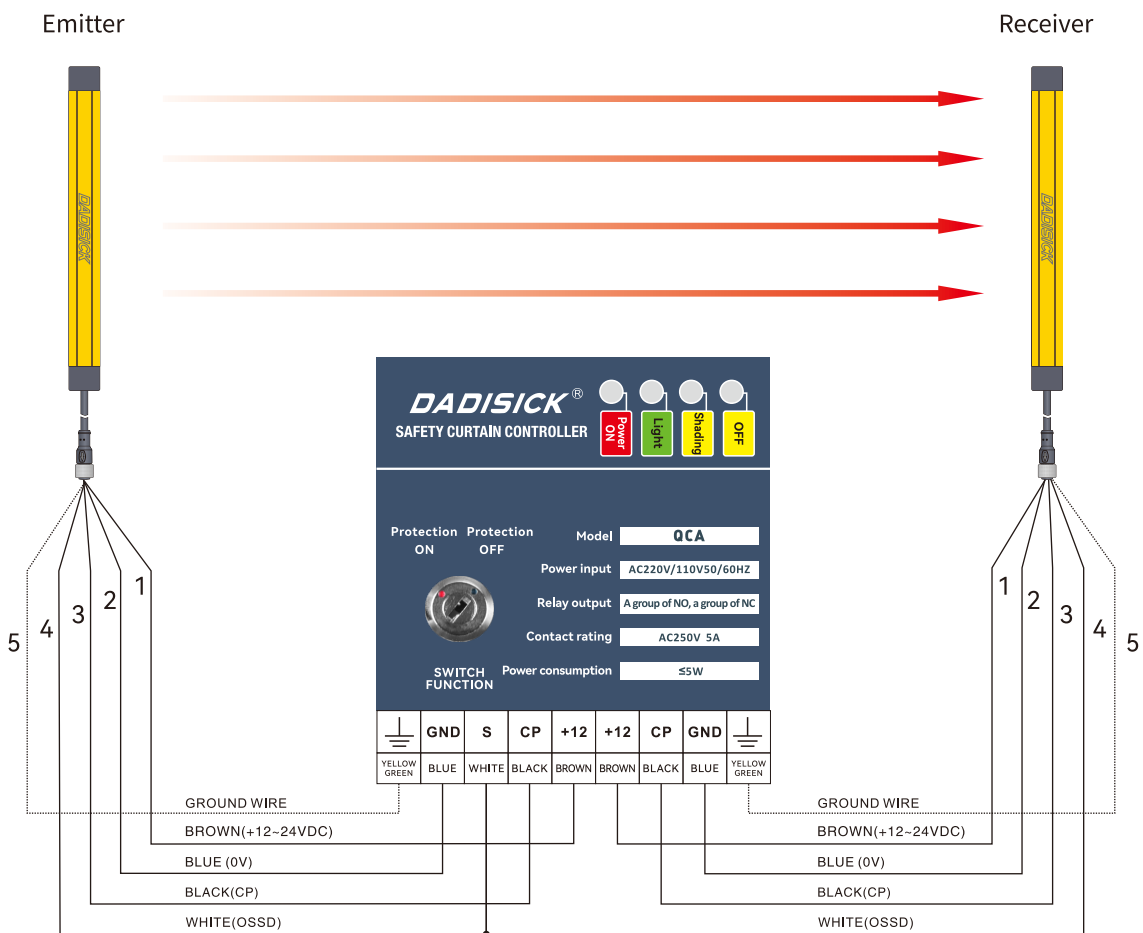 Emitter
Receiver
DADISICK
DADISICK
DADISICK®
SAFETY CURTAIN CONTROLLER
Power ON
Light
Shading
OFF
Protection ON
Protection OFF
SWITCH FUNCTION
Model QCA
Power input AC220V/110V50/60HZ
Relay output A group of NO, a group of NC
Contact rating AC250V 5A
Power consumption ≤5W
5 4 3 2 1
1 2 3 4 5
GND S CP +12 +12 CP GND
YELLOW GREEN BLUE WHITE BLACK BROWN BROWN BLACK BLUE YELLOW GREEN
GROUND WIRE
BROWN(+12~24VDC)
BLUE (0V)
BLACK(CP)
WHITE(OSSD)
GROUND WIRE
BROWN(+12~24VDC)
BLUE (0V)
BLACK(CP)
WHITE(OSSD)